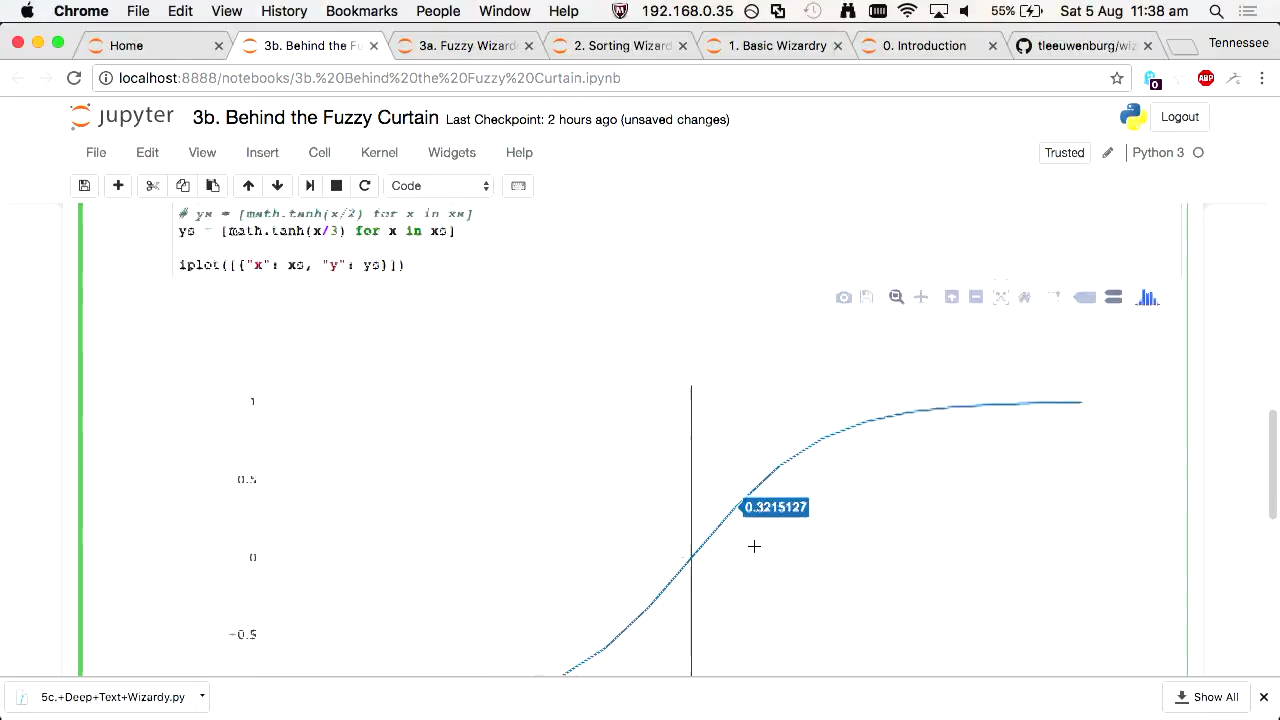 Chrome File Edit View History Bookmarks People Window Help 192.168.0.35 55% Sat 5 Aug 11:38 am
Home 3b. Behind the Fu 3a. Fuzzy Wizard 2. Sorting Wizard 1. Basic Wizardry 0. Introduction tleeuwenburg/wiz Tennessee
localhost:8888/notebooks/3b.%20Behind%20the%20Fuzzy%20Curtain.ipynb 0 ABP
jupyter 3b. Behind the Fuzzy Curtain Last Checkpoint: 2 hours ago (unsaved changes) Logout
File Edit View Insert Cell Kernel Widgets Help Trusted Python 3
Code
# ys = [math.tanh(x/2) for x in xs]
ys = [math.tanh(x/3) for x in xs]
iplot([{"x": xs, "y": ys}])
1
0.5
0.3215127
0
−0.5
5c.+Deep+Text+Wizardy.py Show All